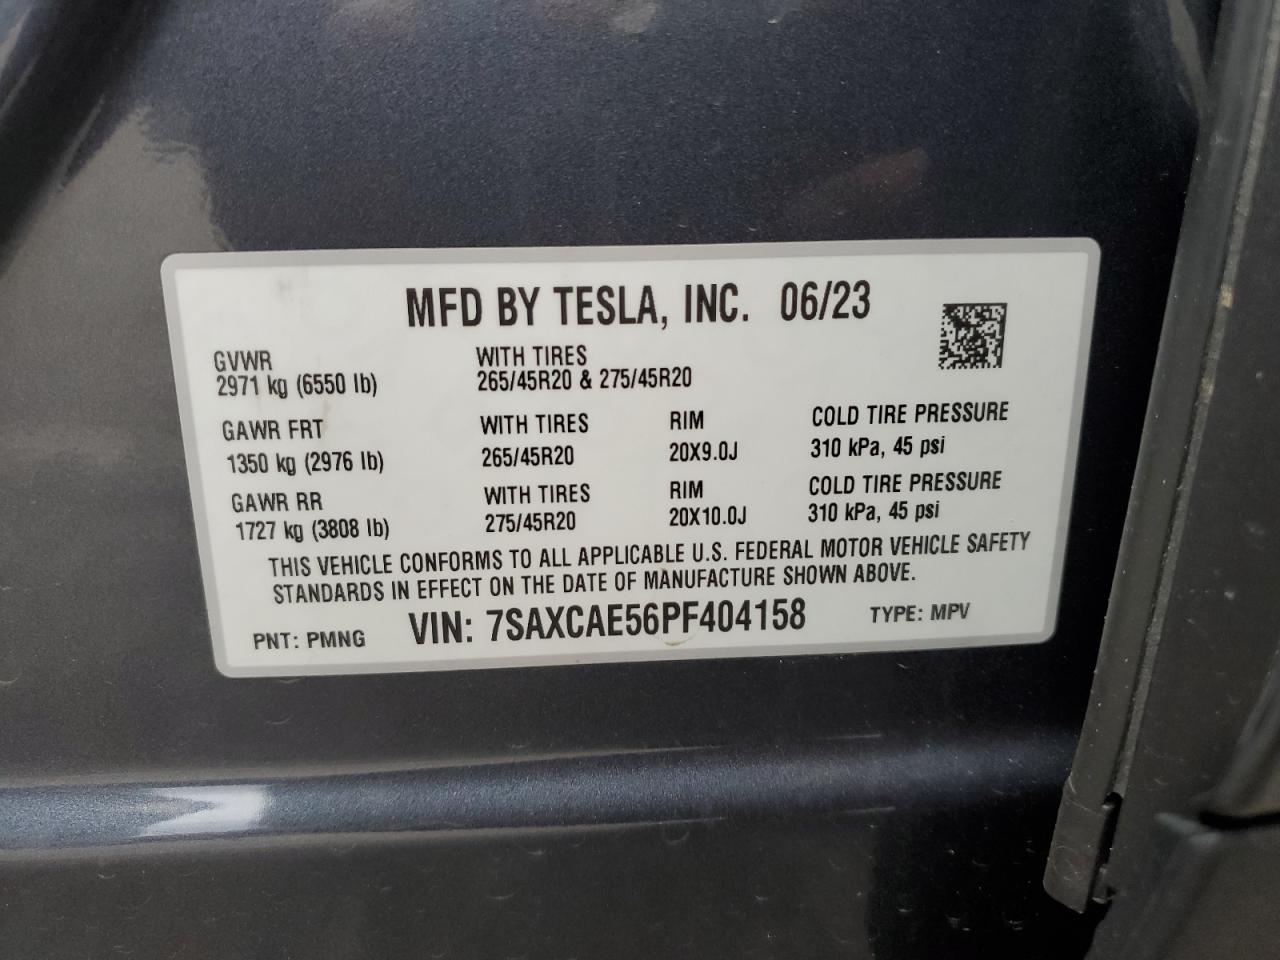 MFD BY TESLA, INC. 06/23
GVWR WITH TIRES
2971 kg (6550 lb) 265/45R20 & 275/45R20
GAWR FRT WITH TIRES RIM COLD TIRE PRESSURE
1350 kg (2976 lb) 265/45R20 20X9.0J 310 kPa, 45 psi
GAWR RR WITH TIRES RIM COLD TIRE PRESSURE
1727 kg (3808 lb) 275/45R20 20X10.0J 310 kPa, 45 psi
THIS VEHICLE CONFORMS TO ALL APPLICABLE U.S. FEDERAL MOTOR VEHICLE SAFETY
STANDARDS IN EFFECT ON THE DATE OF MANUFACTURE SHOWN ABOVE.
PNT: PMNG VIN: 7SAXCAE56PF404158 TYPE: MPV